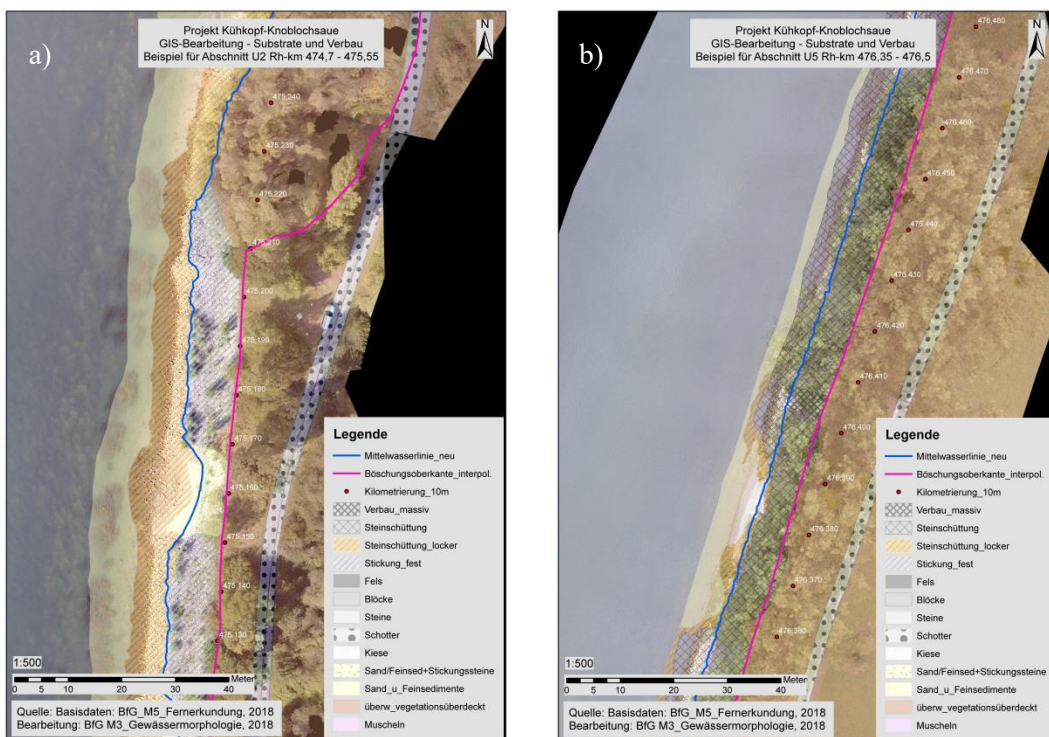 a)
Projekt Kühkopf-Knoblochsaue
GIS-Bearbeitung - Substrate und Verbau
Beispiel für Abschnitt U2 Rh-km 474,7 - 475,55
N
475,240
475,230
475,220
475,210
475,200
475,190
475,180
475,170
475,160
475,150
475,140
475,130
Legende
Mittelwasserlinie_neu
Böschungsoberkante_interpol.
Kilometrierung_10m
Verbau_massiv
Steinschüttung
Steinschüttung_locker
Stickung_fest
Fels
Blöcke
Steine
Schotter
Kiese
Sand/Feinsed+Stickungssteine
Sand_u_Feinsedimente
überw_vegetationsüberdeckt
Muscheln
1:500
Meter
0 5 10 20 30 40
Quelle: Basisdaten: BfG_M5_Fernerkundung, 2018
Bearbeitung: BfG M3_Gewässermorphologie, 2018
b)
Projekt Kühkopf-Knoblochsaue
GIS-Bearbeitung - Substrate und Verbau
Beispiel für Abschnitt U5 Rh-km 476,35 - 476,5
N
476,480
476,470
476,460
476,450
476,440
476,430
476,420
476,410
476,400
476,390
476,380
476,370
476,360
Legende
Mittelwasserlinie_neu
Böschungsoberkante_interpol.
Kilometrierung_10m
Verbau_massiv
Steinschüttung
Steinschüttung_locker
Stickung_fest
Fels
Blöcke
Steine
Schotter
Kiese
Sand/Feinsed+Stickungssteine
Sand_u_Feinsedimente
überw_vegetationsüberdeckt
Muscheln
1:500
Meter
0 5 10 20 30 40
Quelle: Basisdaten: BfG_M5_Fernerkundung, 2018
Bearbeitung: BfG M3_Gewässermorphologie, 2018